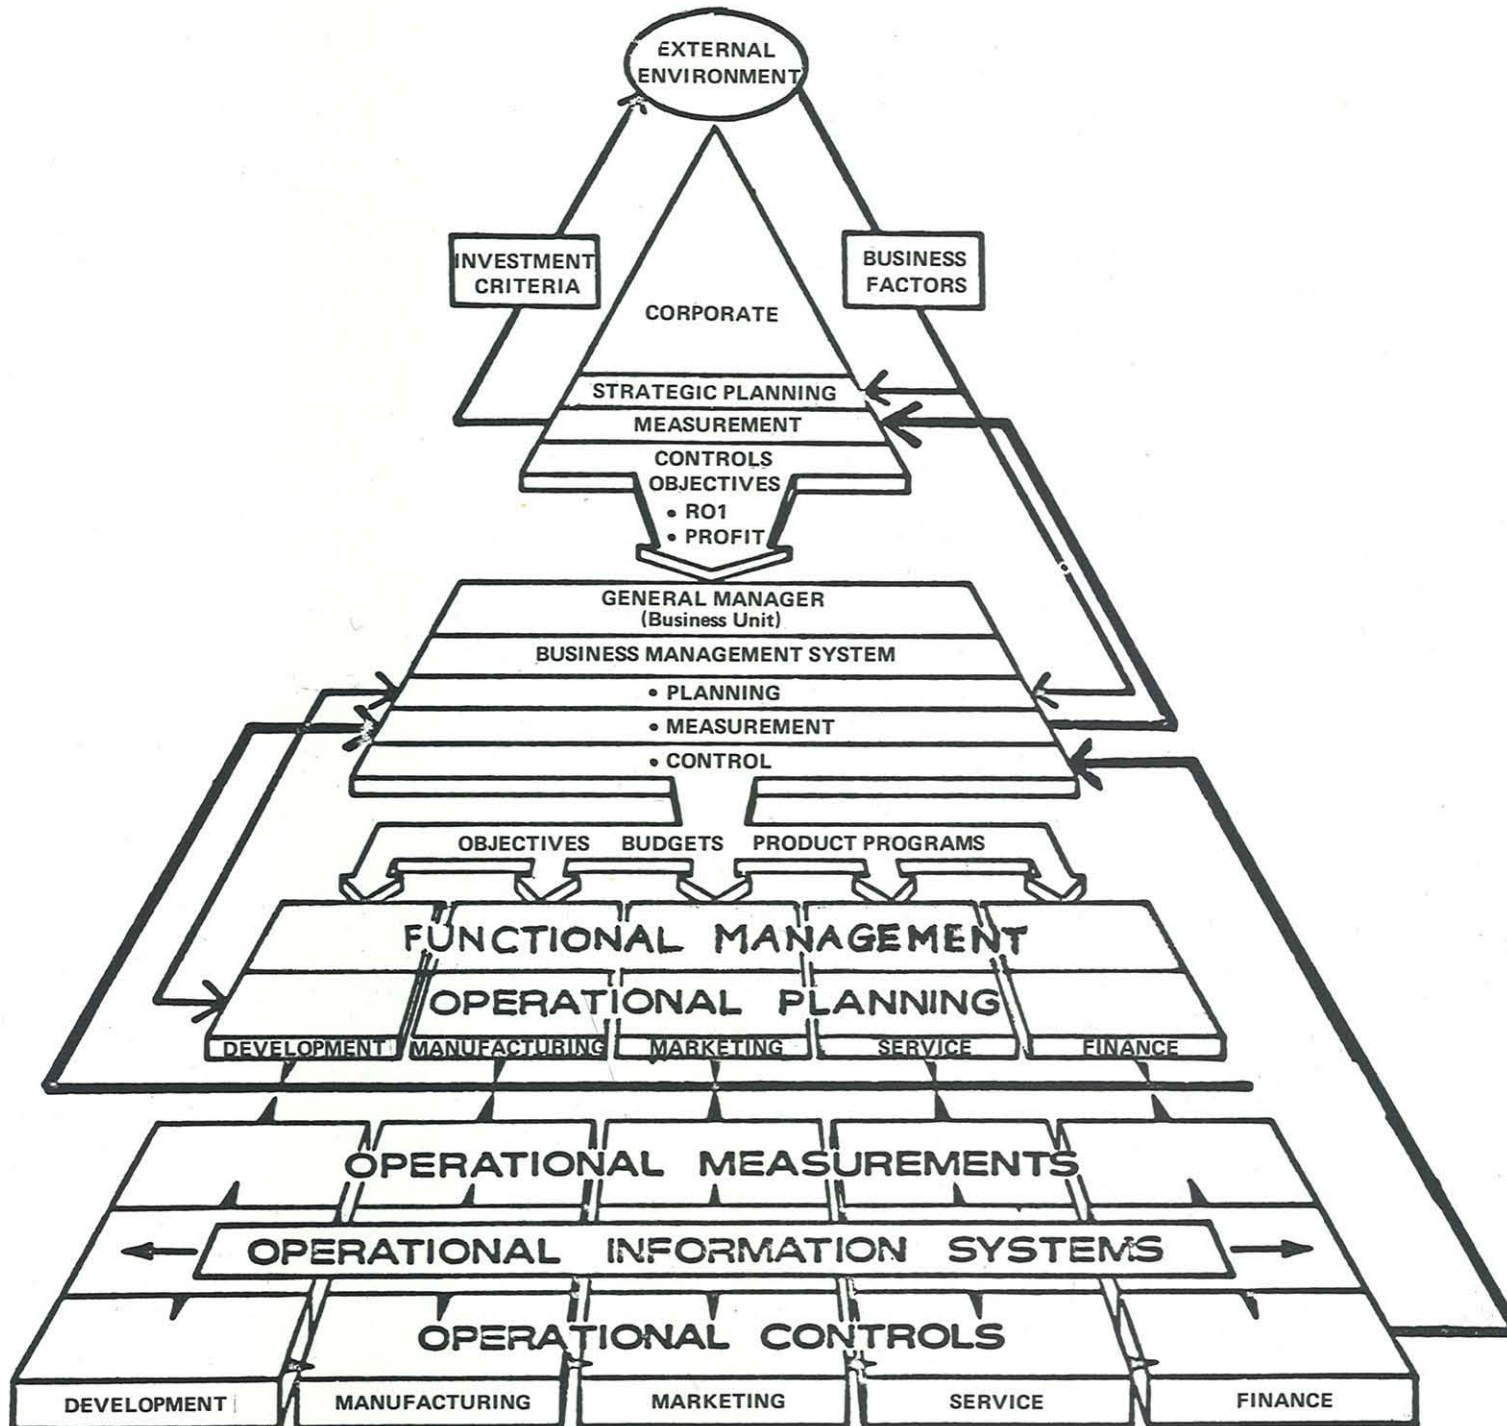 EXTERNAL
ENVIRONMENT
INVESTMENT
CRITERIA
BUSINESS
FACTORS
CORPORATE
STRATEGIC PLANNING
MEASUREMENT
CONTROLS
OBJECTIVES
• RO1
• PROFIT
GENERAL MANAGER
(Business Unit)
BUSINESS MANAGEMENT SYSTEM
• PLANNING
• MEASUREMENT
• CONTROL
OBJECTIVES BUDGETS PRODUCT PROGRAMS
FUNCTIONAL MANAGEMENT
OPERATIONAL PLANNING
DEVELOPMENT MANUFACTURING MARKETING SERVICE FINANCE
OPERATIONAL MEASUREMENTS
OPERATIONAL INFORMATION SYSTEMS
OPERATIONAL CONTROLS
DEVELOPMENT MANUFACTURING MARKETING SERVICE FINANCE